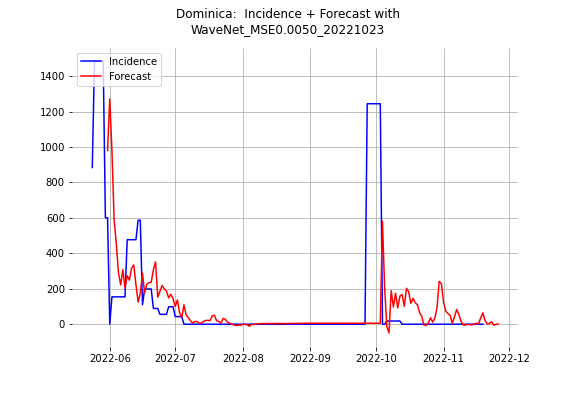 Dominica:  Incidence + Forecast with
WaveNet_MSE0.0050_20221023
Incidence
Forecast
1400
1200
1000
800
600
400
200
0
2022-06 2022-07 2022-08 2022-09 2022-10 2022-11 2022-12